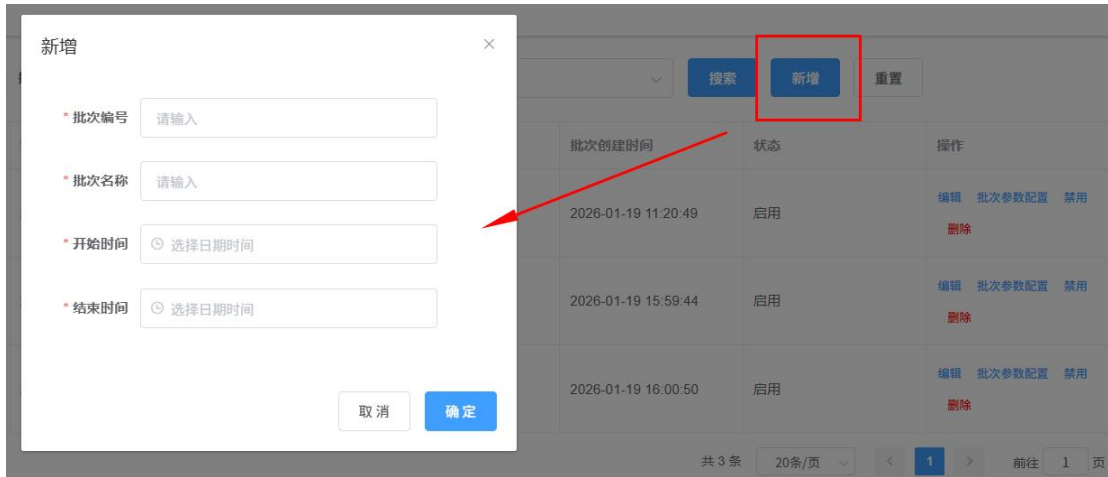 新增
* 批次编号 请输入
* 批次名称 请输入
* 开始时间 选择日期时间
* 结束时间 选择日期时间
取消 确定
搜索 新增 重置
批次创建时间 状态 操作
2026-01-19 11:20:49 启用 编辑 批次参数配置 禁用
删除
2026-01-19 15:59:44 启用 编辑 批次参数配置 禁用
删除
2026-01-19 16:00:50 启用 编辑 批次参数配置 禁用
删除
共 3 条 20条/页 1 前往 1 页